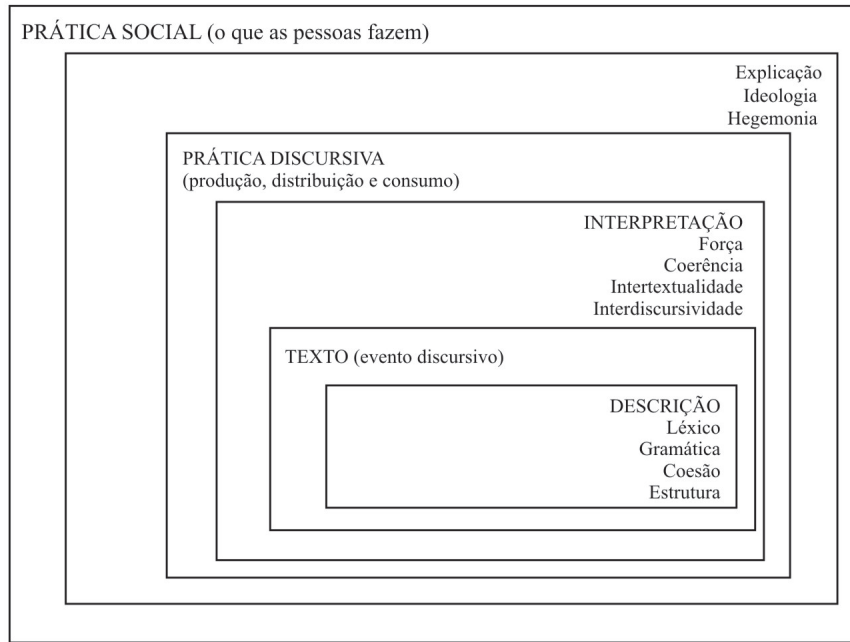 PRÁTICA SOCIAL (o que as pessoas fazem)
Explicação
Ideologia
Hegemonia
PRÁTICA DISCURSIVA
(produção, distribuição e consumo)
INTERPRETAÇÃO
Força
Coerência
Intertextualidade
Interdiscursividade
TEXTO (evento discursivo)
DESCRIÇÃO
Léxico
Gramática
Coesão
Estrutura